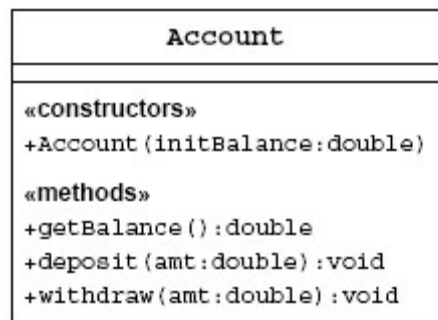 Account
«constructors»
+Account(initBalance:double)
«methods»
+getBalance():double
+deposit(amt:double):void
+withdraw(amt:double):void